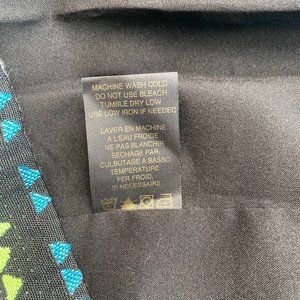 MACHINE WASH COLD
DO NOT USE BLEACH
TUMBLE DRY LOW
USE LOW IRON IF NEEDED
LAVER EN MACHINE
A L'EAU FROIDE
NE PAS BLANCHIR
SECHAGE PAR
CULBUTAGE A BASSO
TEMPERATURE
FER FROID,
SI NECESSAIRE